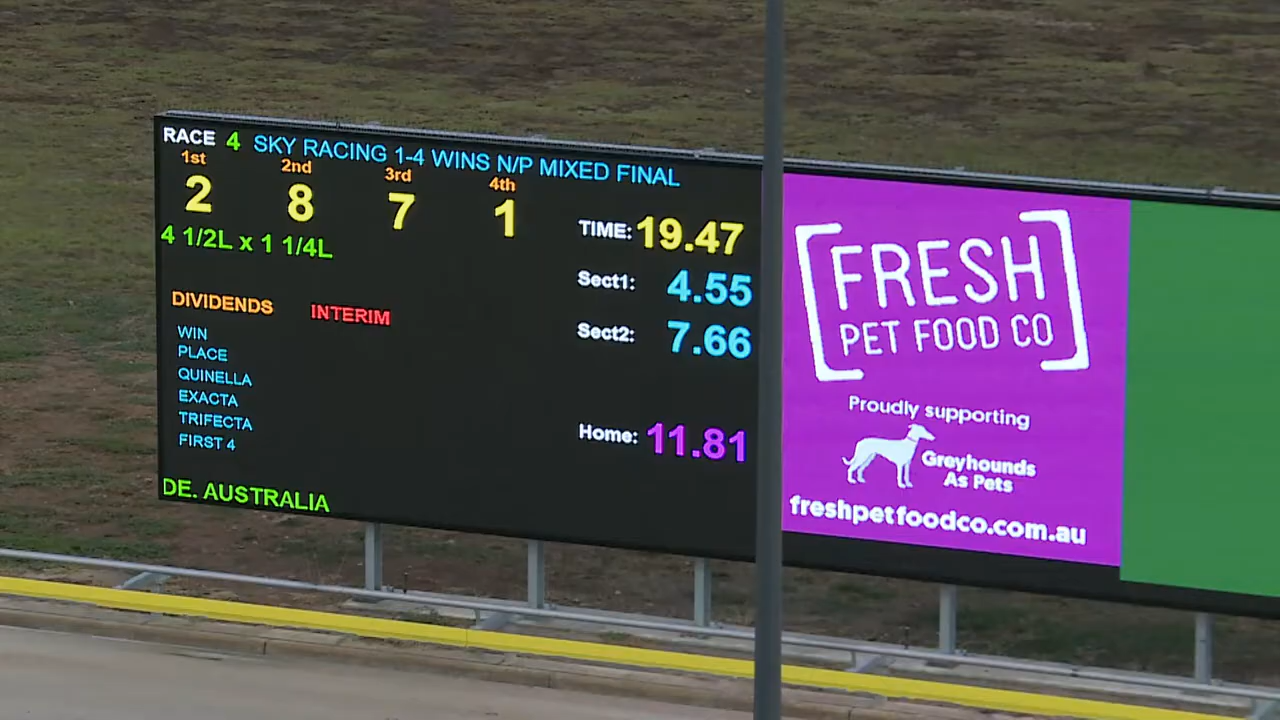 RACE 4 SKY RACING 1-4 WINS N/P MIXED FINAL
1st 2nd 3rd 4th
2 8 7 1
4 1/2L x 1 1/4L
TIME: 19.47
Sect1: 4.55
Sect2: 7.66
Home: 11.81
DIVIDENDS INTERIM
WIN
PLACE
QUINELLA
EXACTA
TRIFECTA
FIRST 4
DE. AUSTRALIA
FRESH
PET FOOD CO
Proudly supporting
Greyhounds
As Pets
freshpetfoodco.com.au